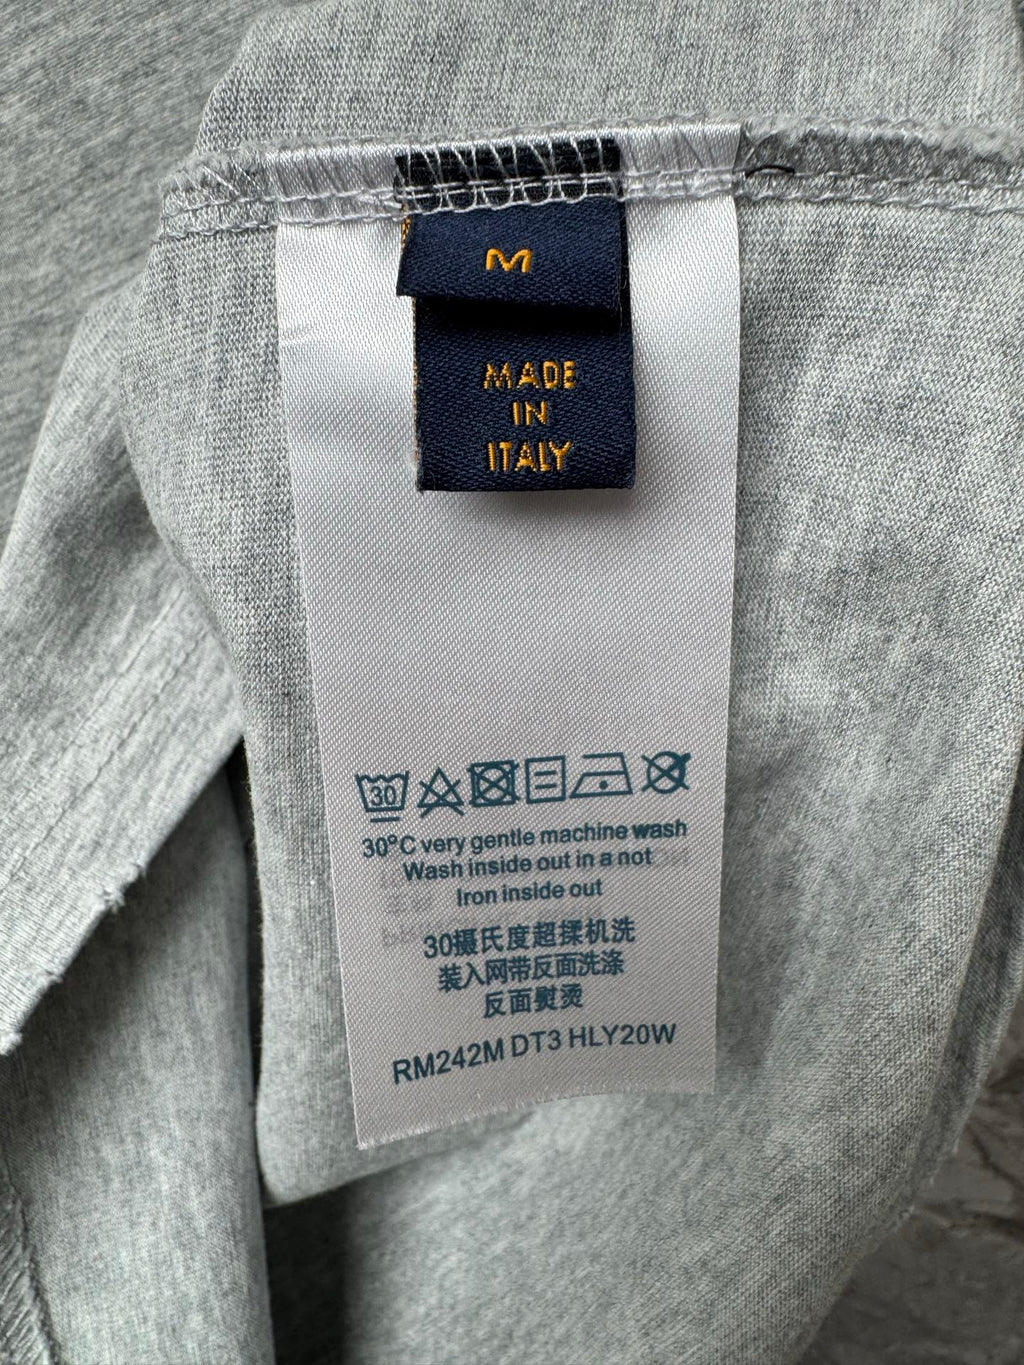 M
MADE
IN
ITALY
30
30°C very gentle machine wash
Wash inside out in a not
Iron inside out
30摄氏度超揉机洗
装入网带反面洗涤
反面熨烫
RM242M DT3 HLY20W